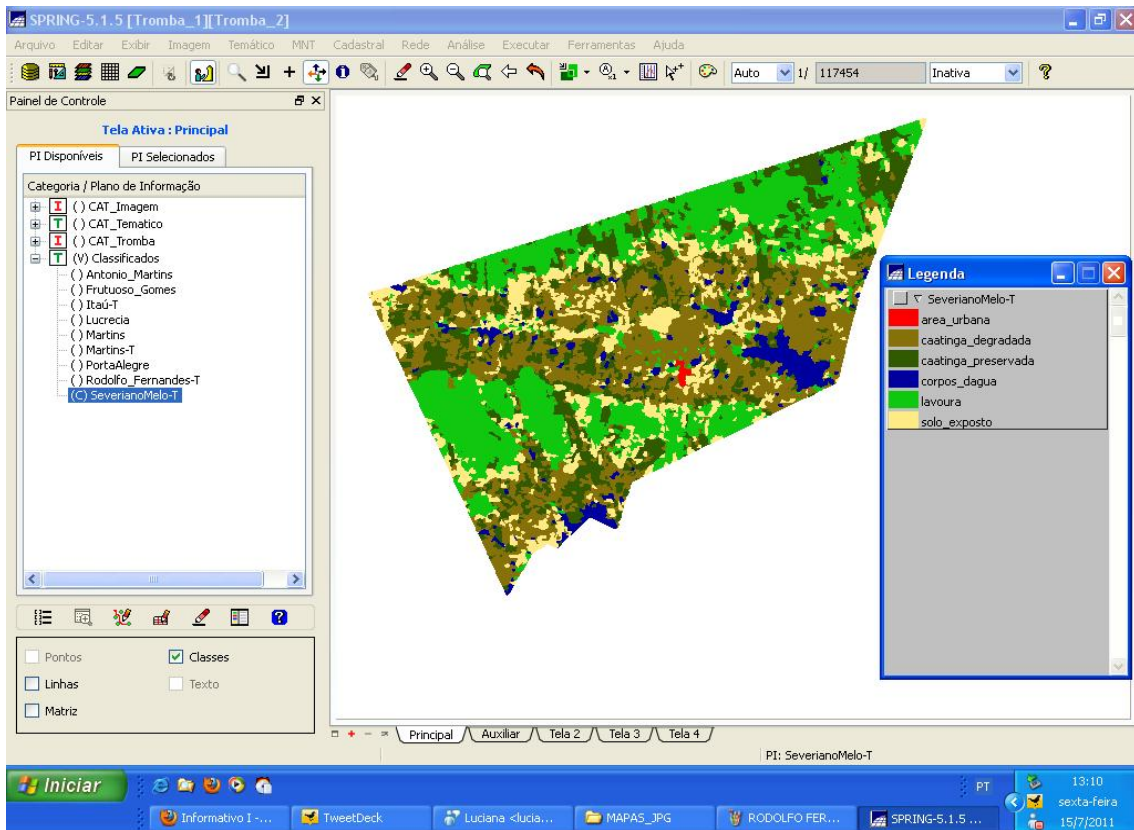 SPRING-5.1.5 [Tromba_1][Tromba_2]
Arquivo Editar Exibir Imagem Temático MNT Cadastral Rede Análise Executar Ferramentas Ajuda
Auto 1/ 117454 Inativa
Painel de Controle
Tela Ativa : Principal
PI Disponíveis PI Selecionados
Categoria / Plano de Informação
I ( ) CAT_Imagem
T ( ) CAT_Tematico
I ( ) CAT_Tromba
T (V) Classificados
( ) Antonio_Martins
( ) Frutuoso_Gomes
( ) Itaú-T
( ) Lucrecia
( ) Martins
( ) Martins-T
( ) PortaAlegre
( ) Rodolfo_Fernandes-T
(C) SeverianoMelo-T
Pontos Classes
Linhas Texto
Matriz
Legenda
SeverianoMelo-T
area_urbana
caatinga_degradada
caatinga_preservada
corpos_dagua
lavoura
solo_exposto
Principal Auxiliar Tela 2 Tela 3 Tela 4
PI: SeverianoMelo-T
Iniciar PT 13:10
sexta-feira
Informativo I -... TweetDeck Luciana <lucia... MAPAS_JPG RODOLFO FER... SPRING-5.1.5 ... 15/7/2011